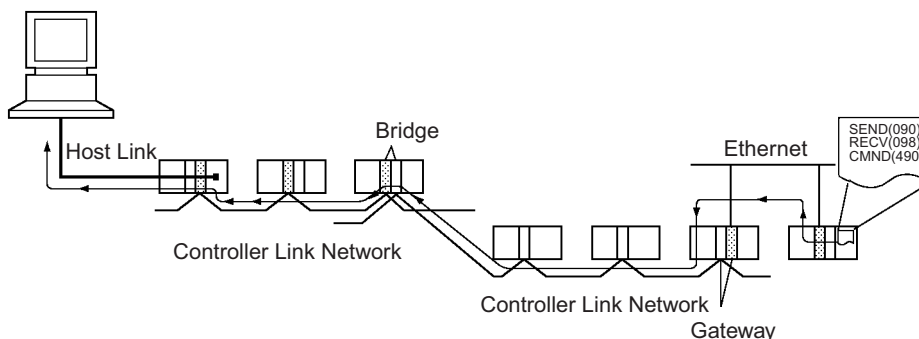 SEND(090)
RECV(098)
CMND(490)
Bridge
Ethernet
Host Link
Controller Link Network
Controller Link Network
Gateway